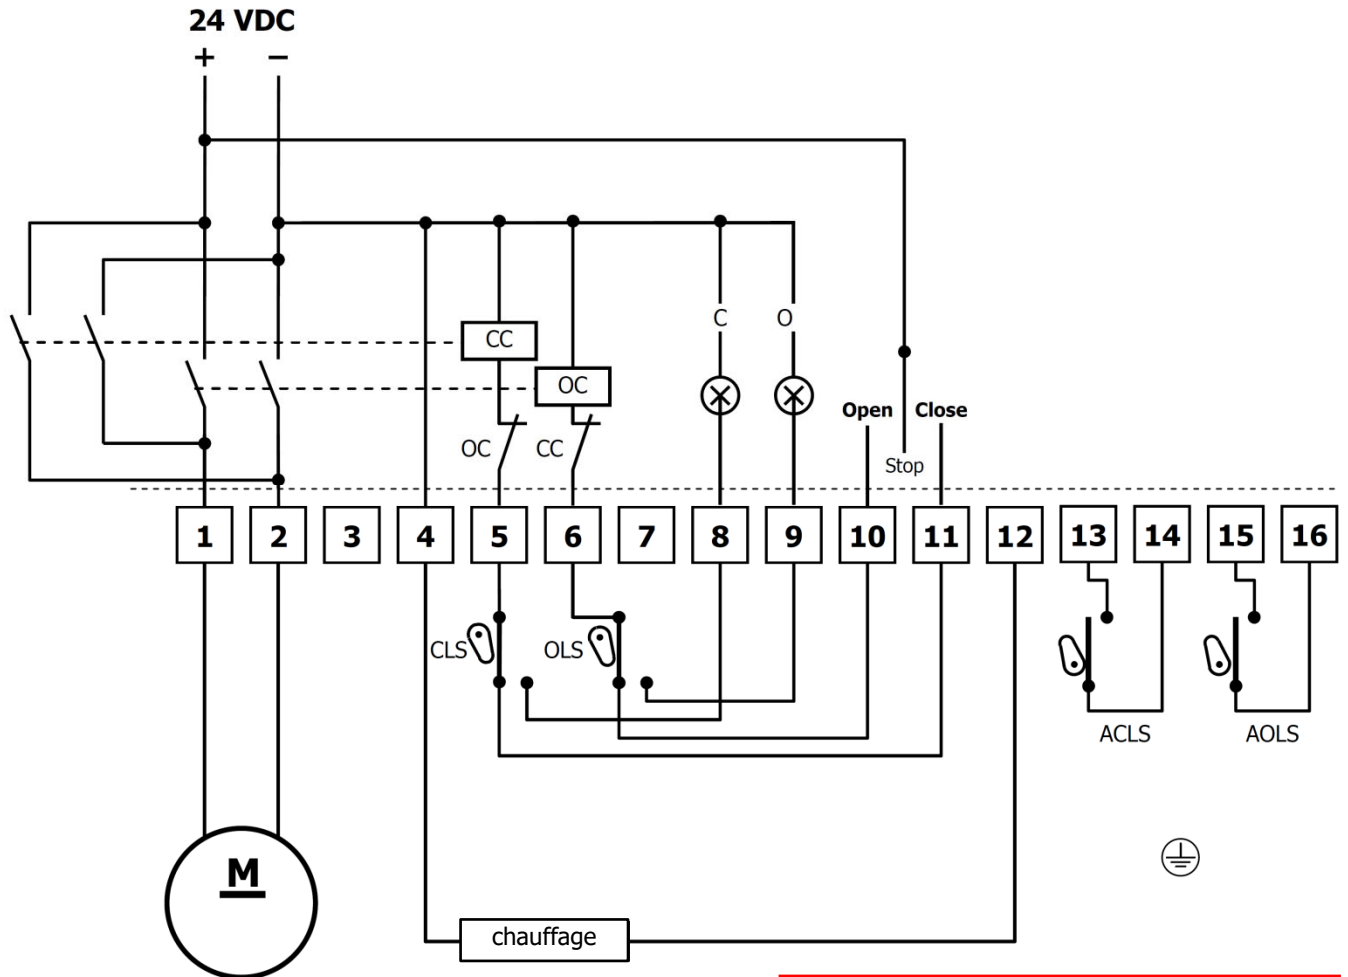 24 VDC
+ −
CC
OC
C O
Open Close
Stop
OC CC
1 2 3 4 5 6 7 8 9 10 11 12 13 14 15 16
CLS OLS
ACLS AOLS
M
chauffage